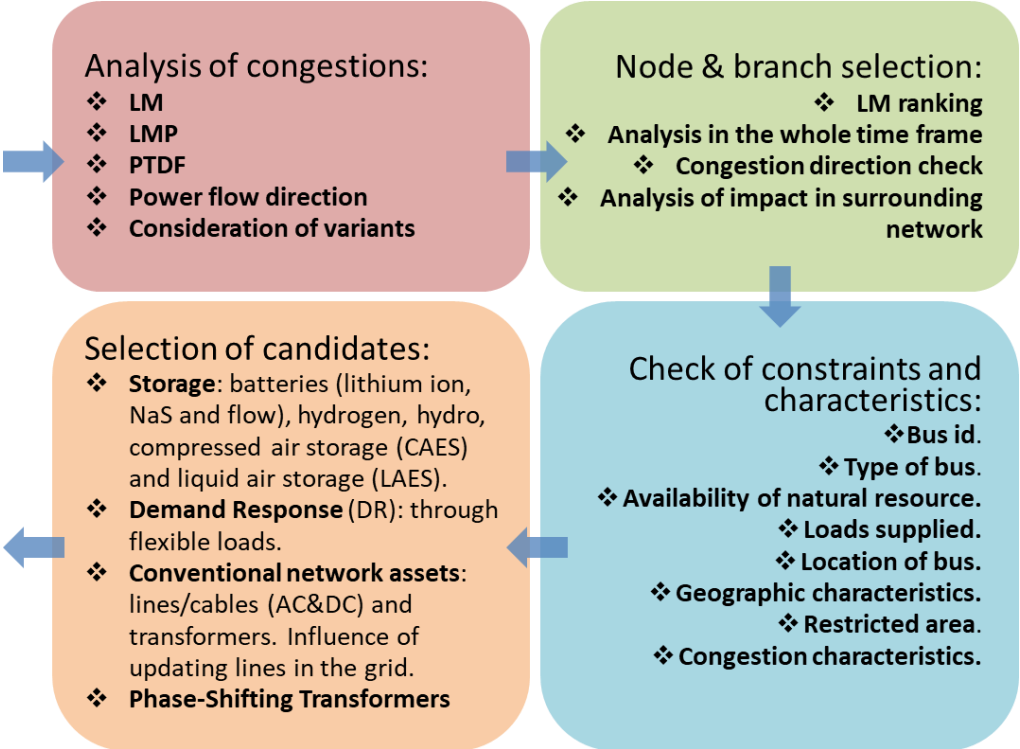 Analysis of congestions:
❖ LM
❖ LMP
❖ PTDF
❖ Power flow direction
❖ Consideration of variants
Node & branch selection:
❖ LM ranking
❖ Analysis in the whole time frame
❖ Congestion direction check
❖ Analysis of impact in surrounding
network
Check of constraints and
characteristics:
❖Bus id.
❖Type of bus.
❖Availability of natural resource.
❖Loads supplied.
❖Location of bus.
❖Geographic characteristics.
❖Restricted area.
❖Congestion characteristics.
Selection of candidates:
❖ Storage: batteries (lithium ion,
NaS and flow), hydrogen, hydro,
compressed air storage (CAES)
and liquid air storage (LAES).
❖ Demand Response (DR): through
flexible loads.
❖ Conventional network assets:
lines/cables (AC&DC) and
transformers. Influence of
updating lines in the grid.
❖ Phase-Shifting Transformers